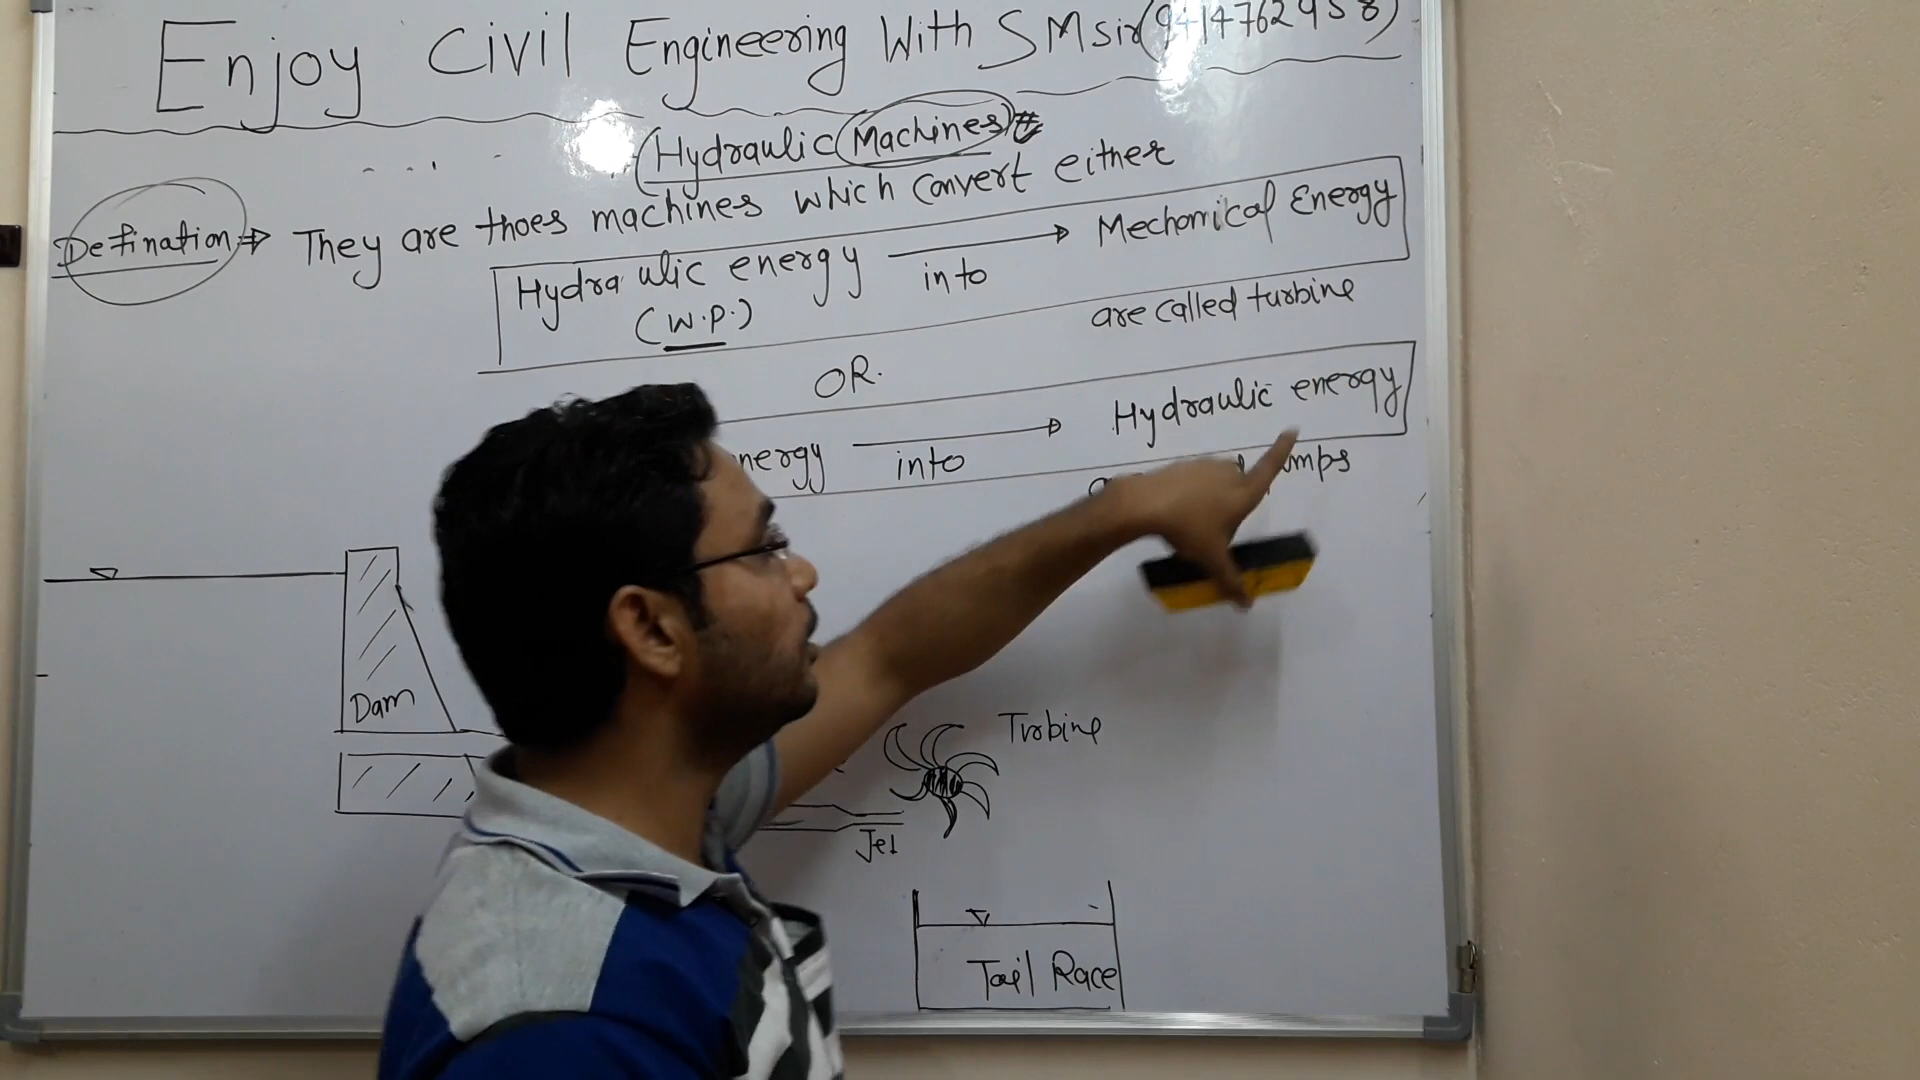 Enjoy Civil Engineering With SM sir (9414762958)
(Hydraulic Machines)
Defination ⇒ They are thoes machines which convert either
Hydraulic energy → into Mechanical Energy
(W.P.)
are called turbine
OR.
nergy → into Hydraulic energy
mps
Dam
Turbine
Jet
Tail Race